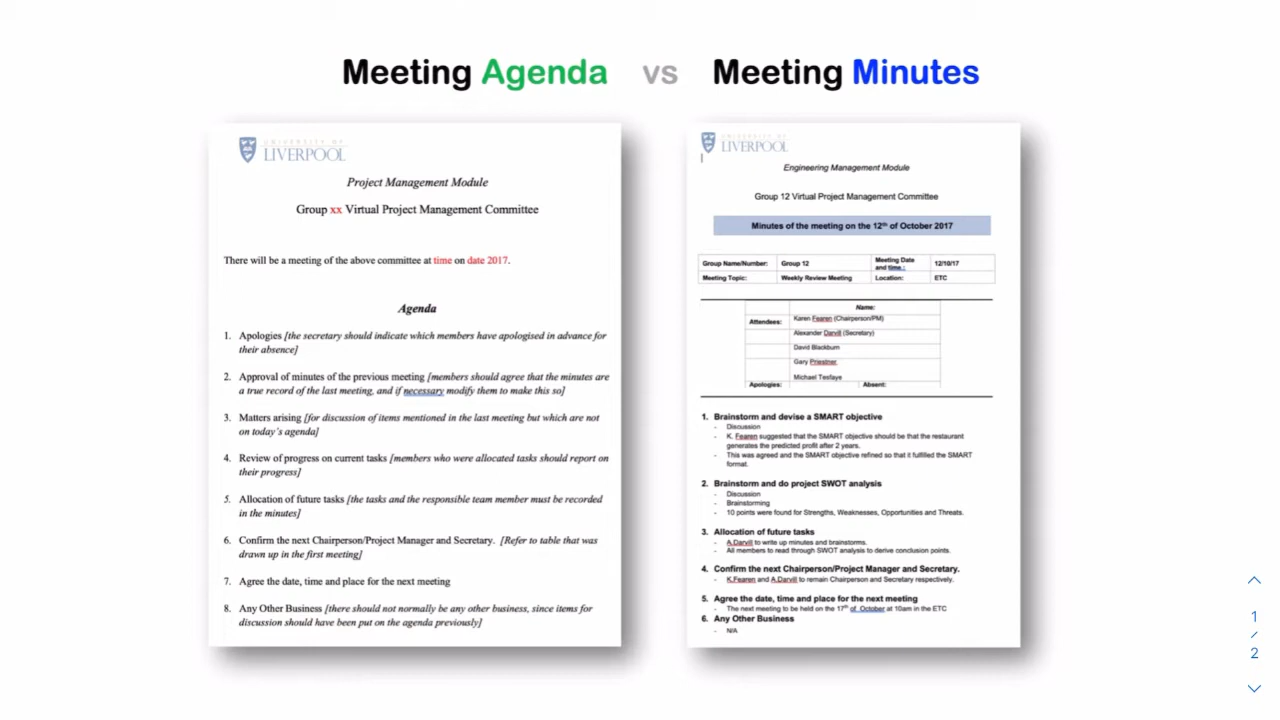 Meeting Agenda vs Meeting Minutes
UNIVERSITY OF
LIVERPOOL
Project Management Module
Group xx Virtual Project Management Committee
There will be a meeting of the above committee at time on date 2017.
Agenda
1. Apologies [the secretary should indicate which members have apologised in advance for
their absence]
2. Approval of minutes of the previous meeting [members should agree that the minutes are
a true record of the last meeting, and if necessary modify them to make this so]
3. Matters arising [for discussion of items mentioned in the last meeting but which are not
on today's agenda]
4. Review of progress on current tasks [members who were allocated tasks should report on
their progress]
5. Allocation of future tasks [the tasks and the responsible team member must be recorded
in the minutes]
6. Confirm the next Chairperson/Project Manager and Secretary. [Refer to table that was
drawn up in the first meeting]
7. Agree the date, time and place for the next meeting
8. Any Other Business [there should not normally be any other business, since items for
discussion should have been put on the agenda previously]
UNIVERSITY OF
LIVERPOOL
Engineering Management Module
Group 12 Virtual Project Management Committee
Minutes of the meeting on the 12th of October 2017
Group Name/Number: Group 12 Meeting Date and time : 12/10/17
Meeting Topic: Weekly Review Meeting Location: ETC
Name:
Attendees: Karen Fearen (Chairperson/PM)
Alexander Darvill (Secretary)
David Blackburn
Gary Priestner
Michael Tesfaye
Apologies: Absent:
1. Brainstorm and devise a SMART objective
- Discussion
- K. Fearen suggested that the SMART objective should be that the restaurant
generates the predicted profit after 2 years.
- This was agreed and the SMART objective refined so that it fulfilled the SMART
format.
2. Brainstorm and do project SWOT analysis
- Discussion
- Brainstorming
- 10 points were found for Strengths, Weaknesses, Opportunities and Threats.
3. Allocation of future tasks
- A.Darvill to write up minutes and brainstorms.
- All members to read through SWOT analysis to derive conclusion points.
4. Confirm the next Chairperson/Project Manager and Secretary.
- K.Fearen and A.Darvill to remain Chairperson and Secretary respectively.
5. Agree the date, time and place for the next meeting
- The next meeting to be held on the 17th of October at 10am in the ETC
6. Any Other Business
- N/A
1
/
2